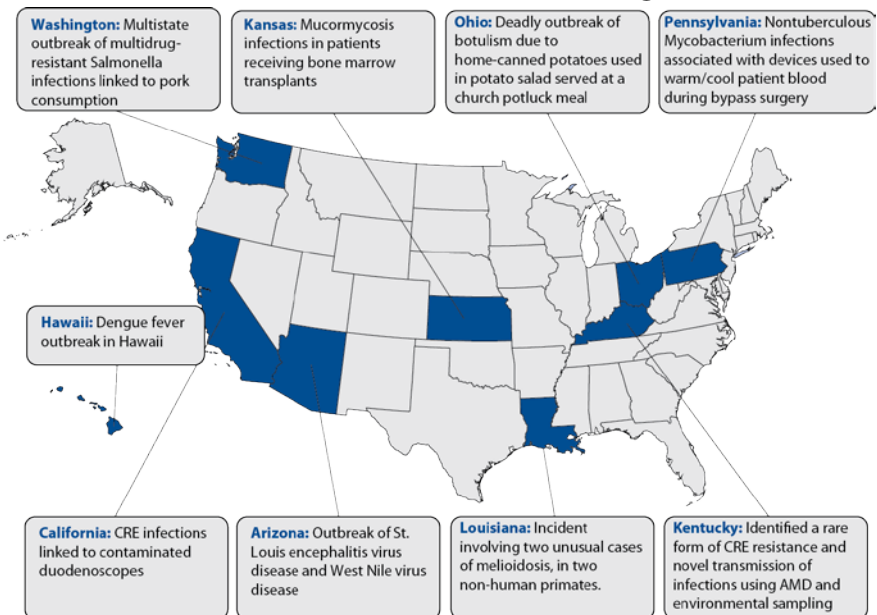 Washington: Multistate
outbreak of multidrug-
resistant Salmonella
infections linked to pork
consumption
Kansas: Mucormycosis
infections in patients
receiving bone marrow
transplants
Ohio: Deadly outbreak of
botulism due to
home-canned potatoes used
in potato salad served at a
church potluck meal
Pennsylvania: Nontuberculous
Mycobacterium infections
associated with devices used to
warm/cool patient blood
during bypass surgery
Hawaii: Dengue fever
outbreak in Hawaii
California: CRE infections
linked to contaminated
duodenoscopes
Arizona: Outbreak of St.
Louis encephalitis virus
disease and West Nile virus
disease
Louisiana: Incident
involving two unusual cases
of melioidosis, in two
non-human primates.
Kentucky: Identified a rare
form of CRE resistance and
novel transmission of
infections using AMD and
environmental sampling